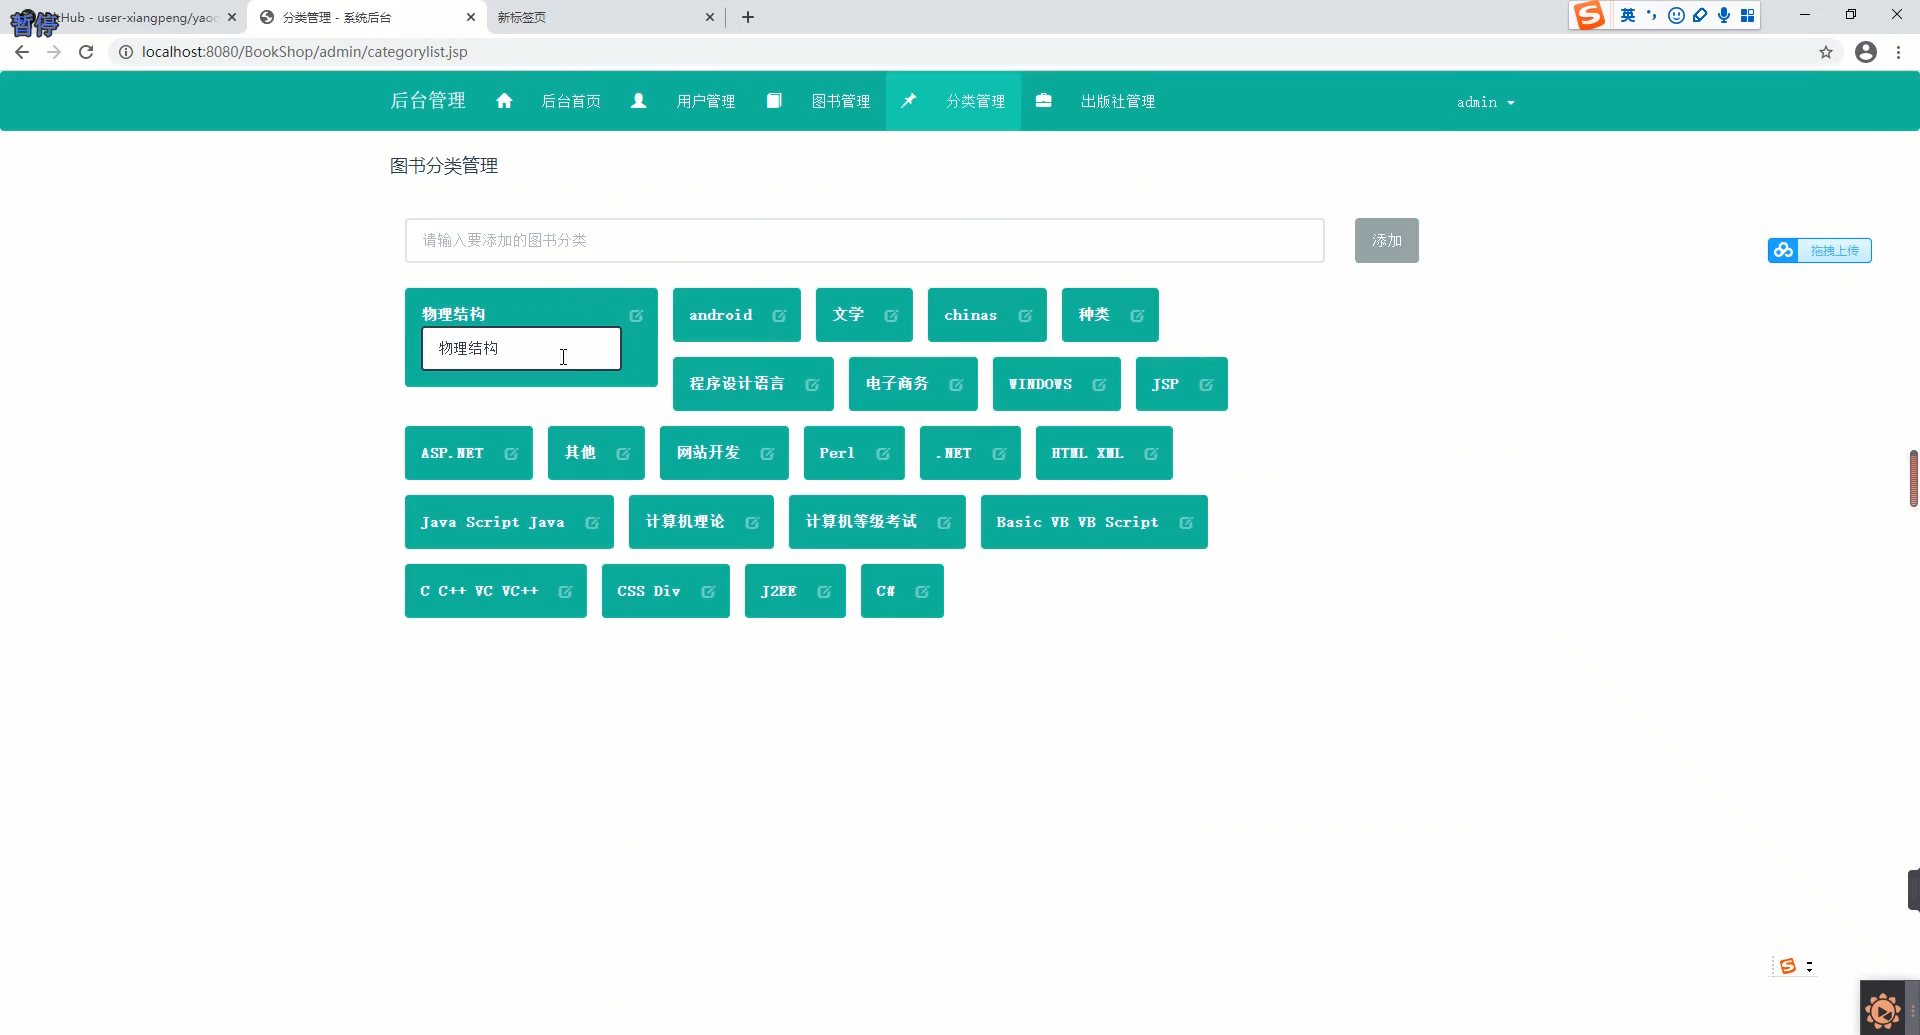 暂停
Hub - user-xiangpeng/yaoc
分类管理 - 系统后台
新标签页
英
localhost:8080/BookShop/admin/categorylist.jsp
后台管理 后台首页 用户管理 图书管理 分类管理 出版社管理 admin
图书分类管理
请输入要添加的图书分类 添加
拖拽上传
物理结构 android 文学 chinas 种类
物理结构
程序设计语言 电子商务 WINDOWS JSP
ASP.NET 其他 网站开发 Perl .NET HTML XML
Java Script Java 计算机理论 计算机等级考试 Basic VB VB Script
C C++ VC VC++ CSS Div J2EE C#